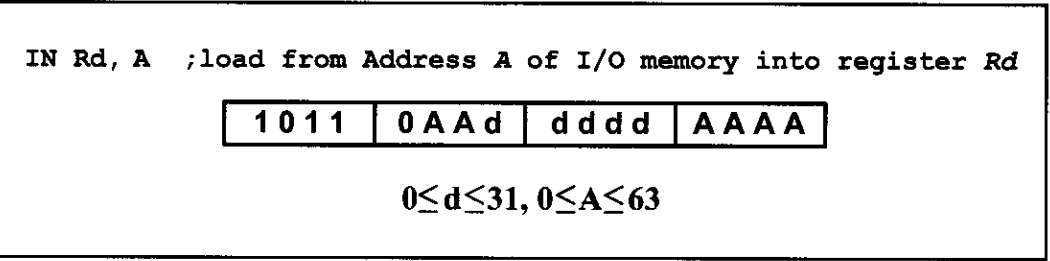 IN Rd, A ;load from Address A of I/O memory into register Rd
1011 0AAd dddd AAAA
0≤d≤31, 0≤A≤63